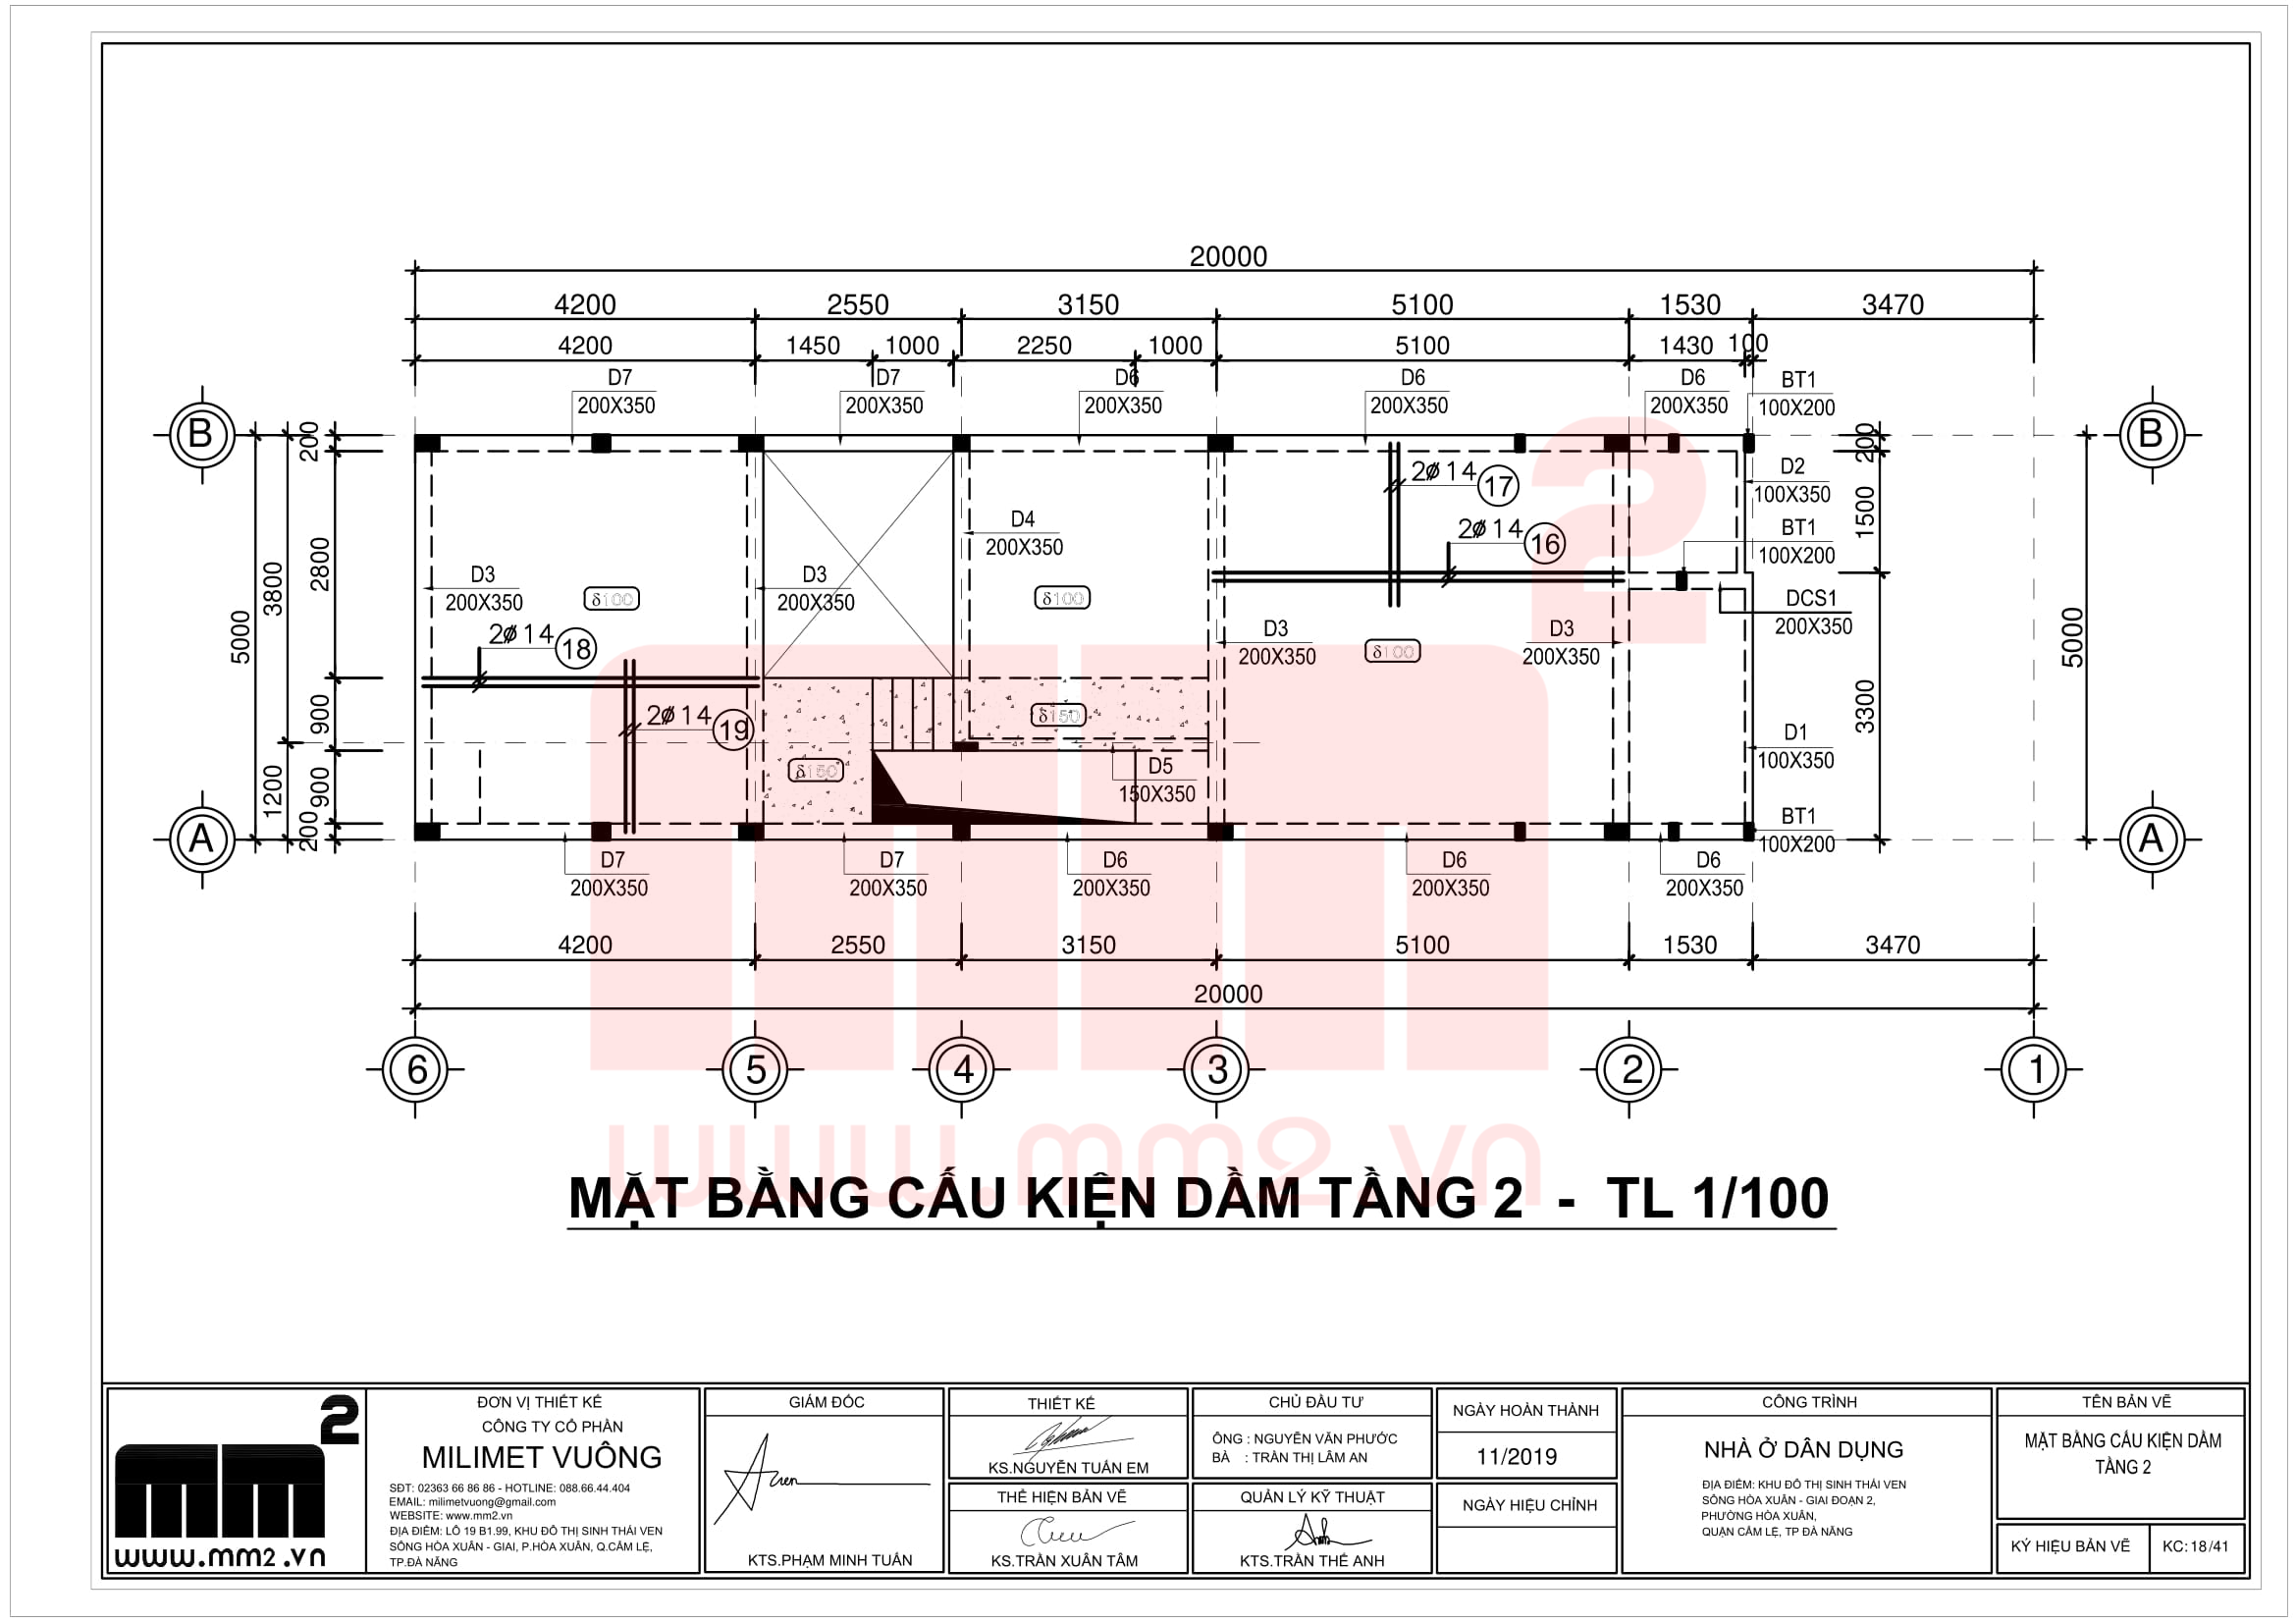 20000
4200 2550 3150 5100 1530 3470
4200 1450 1000 2250 1000 5100 1430 100
D7 D7 D6 D6 D6 BT1
200X350 200X350 200X350 200X350 200X350 100X200
B 200 200 B
2ø14 17 D2
100X350
D4 2ø14 16 BT1
200X350 100X200
2800 3800 1500
D3 D3 DCS1
200X350 δ100 200X350 δ100 200X350
5000 5000
2ø14 18 D3 D3
200X350 δ100 200X350
900 3300
2ø14 19 δ150 D1
100X350
1200 900 δ150 D5
150X350
BT1
A 200 100X200 A
D7 D7 D6 D6 D6
200X350 200X350 200X350 200X350 200X350
4200 2550 3150 5100 1530 3470
20000
6 5 4 3 2 1
2
mm
www.mm2.vn
MẶT BẰNG CẤU KIỆN DẦM TẦNG 2 - TL 1/100
mm2
www.mm2.vn
ĐƠN VỊ THIẾT KẾ
CÔNG TY CỔ PHẦN
MILIMET VUÔNG
SĐT: 02363 66 86 86 - HOTLINE: 088.66.44.404
EMAIL: milimetvuong@gmail.com
WEBSITE: www.mm2.vn
ĐỊA ĐIỂM: LÔ 19 B1.99, KHU ĐÔ THỊ SINH THÁI VEN
SÔNG HÒA XUÂN - GIAI, P.HÒA XUÂN, Q.CẨM LỆ,
TP.ĐÀ NẴNG
GIÁM ĐỐC
KTS.PHẠM MINH TUẤN
THIẾT KẾ
KS.NGUYỄN TUẤN EM
THỂ HIỆN BẢN VẼ
KS.TRẦN XUÂN TÂM
CHỦ ĐẦU TƯ
ÔNG : NGUYỄN VĂN PHƯỚC
BÀ : TRẦN THỊ LÂM AN
QUẢN LÝ KỸ THUẬT
KTS.TRẦN THẾ ANH
NGÀY HOÀN THÀNH
11/2019
NGÀY HIỆU CHỈNH
CÔNG TRÌNH
NHÀ Ở DÂN DỤNG
ĐỊA ĐIỂM: KHU ĐÔ THỊ SINH THÁI VEN
SÔNG HÒA XUÂN - GIAI ĐOẠN 2,
PHƯỜNG HÒA XUÂN,
QUẬN CẨM LỆ, TP ĐÀ NẴNG
TÊN BẢN VẼ
MẶT BẰNG CẤU KIỆN DẦM
TẦNG 2
KÝ HIỆU BẢN VẼ KC: 18/41